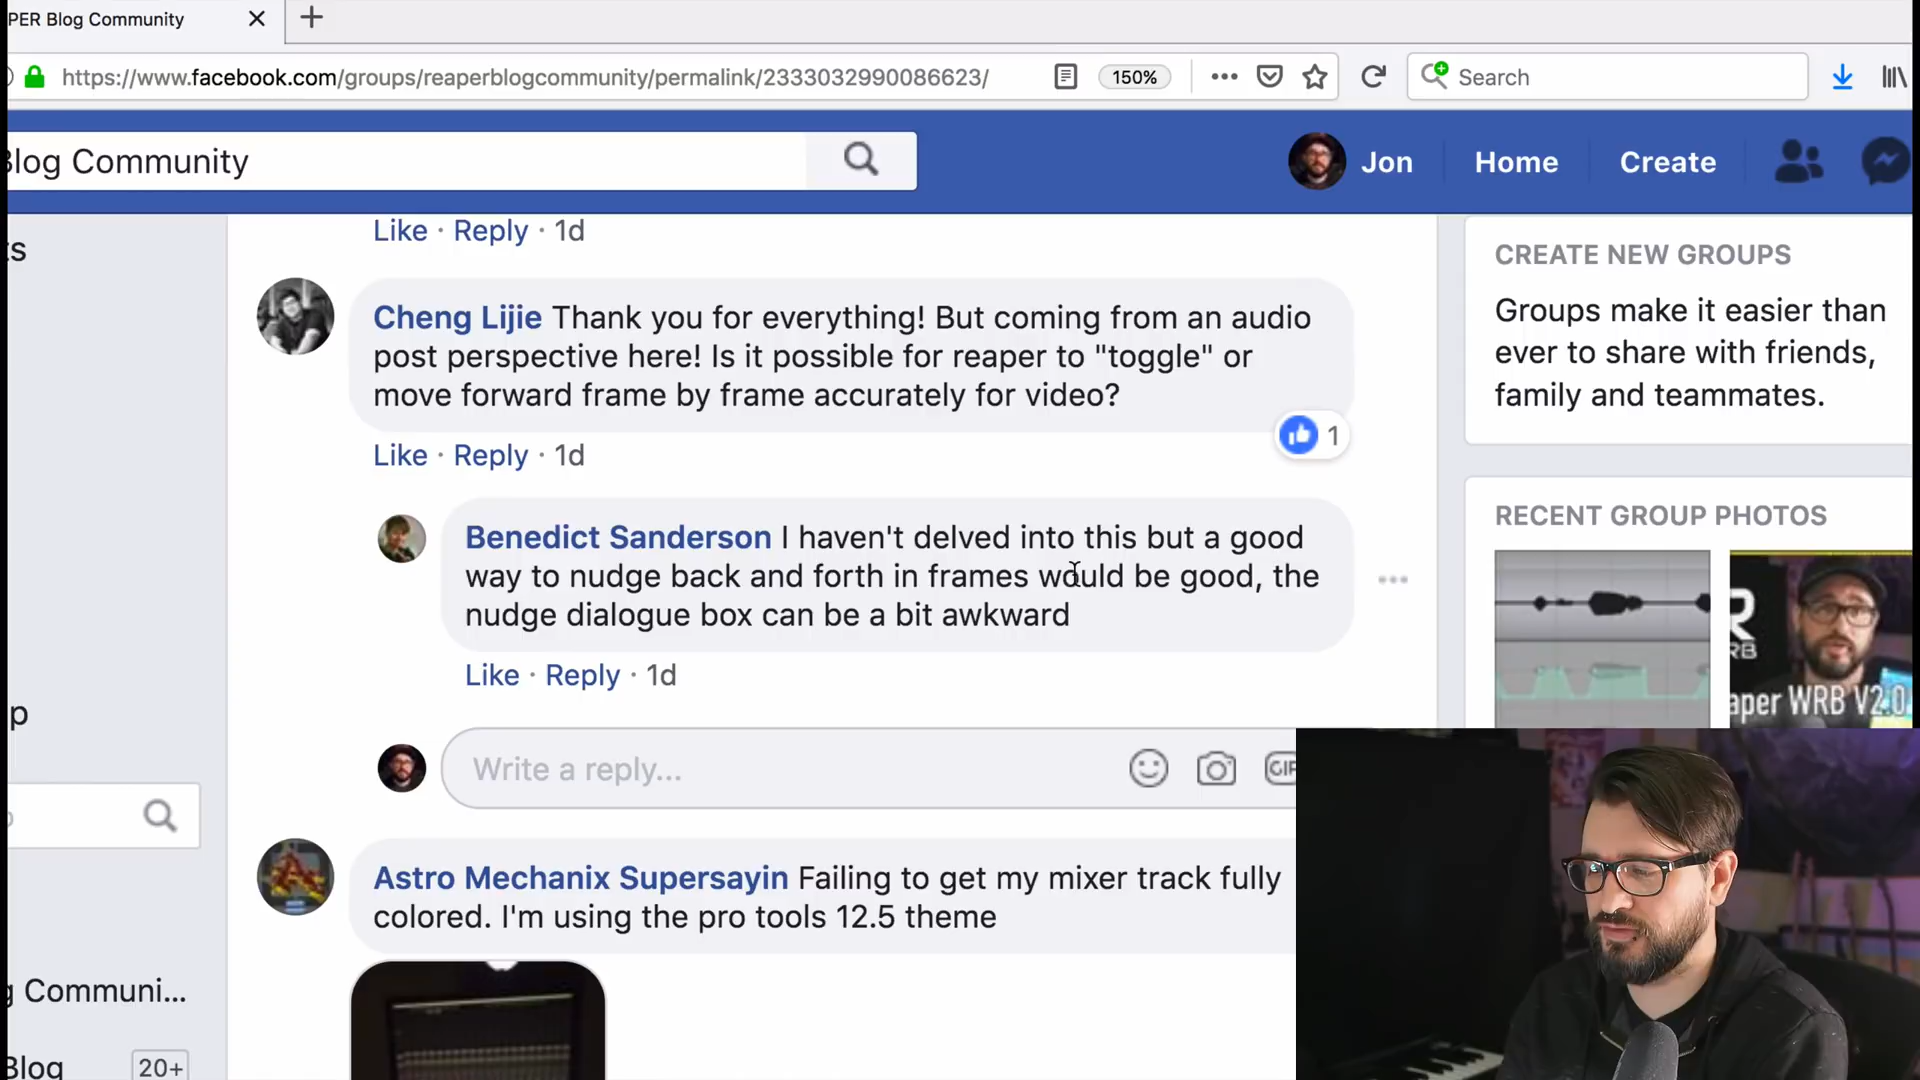 PER Blog Community
https://www.facebook.com/groups/reaperblogcommunity/permalink/2333032990086623/
150%
Search
Blog Community
Jon
Home
Create
ts
Like · Reply · 1d
CREATE NEW GROUPS
Groups make it easier than
ever to share with friends,
family and teammates.
Cheng Lijie Thank you for everything! But coming from an audio
post perspective here! Is it possible for reaper to "toggle" or
move forward frame by frame accurately for video?
1
Like · Reply · 1d
RECENT GROUP PHOTOS
Benedict Sanderson I haven't delved into this but a good
way to nudge back and forth in frames would be good, the
nudge dialogue box can be a bit awkward
Like · Reply · 1d
aper WRB V2.0
p
Write a reply...
GIF
Astro Mechanix Supersayin Failing to get my mixer track fully
colored. I'm using the pro tools 12.5 theme
g Communi...
Blog
20+